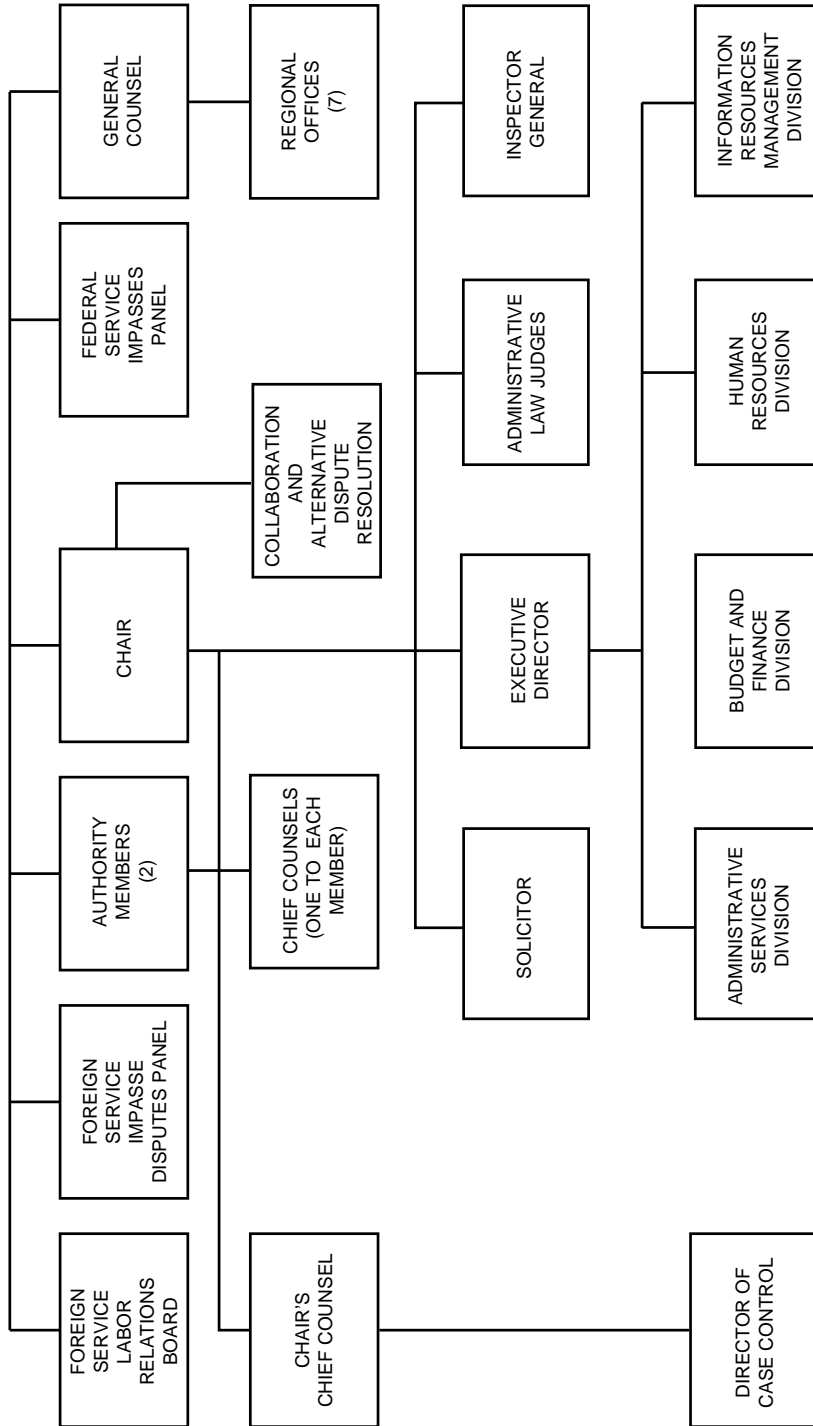 FOREIGN
SERVICE
LABOR
RELATIONS
BOARD
FOREIGN
SERVICE
IMPASSE
DISPUTES PANEL
AUTHORITY
MEMBERS
(2)
CHAIR
FEDERAL
SERVICE
IMPASSES
PANEL
GENERAL
COUNSEL
CHAIR'S
CHIEF COUNSEL
CHIEF COUNSELS
(ONE TO EACH
MEMBER)
COLLABORATION
AND
ALTERNATIVE
DISPUTE
RESOLUTION
REGIONAL
OFFICES
(7)
SOLICITOR
EXECUTIVE
DIRECTOR
ADMINISTRATIVE
LAW JUDGES
INSPECTOR
GENERAL
DIRECTOR OF
CASE CONTROL
ADMINISTRATIVE
SERVICES
DIVISION
BUDGET AND
FINANCE
DIVISION
HUMAN
RESOURCES
DIVISION
INFORMATION
RESOURCES
MANAGEMENT
DIVISION